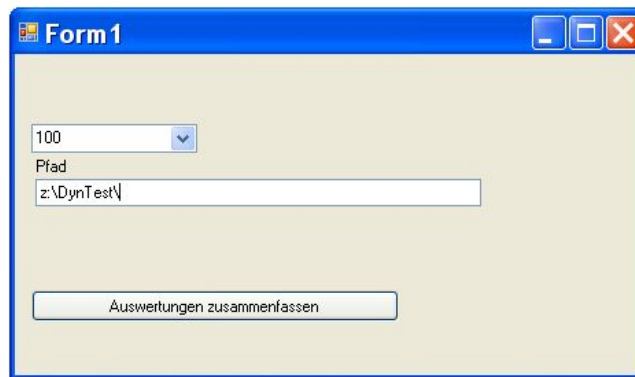 Form1
100
Pfad
z:\DynTest\
Auswertungen zusammenfassen